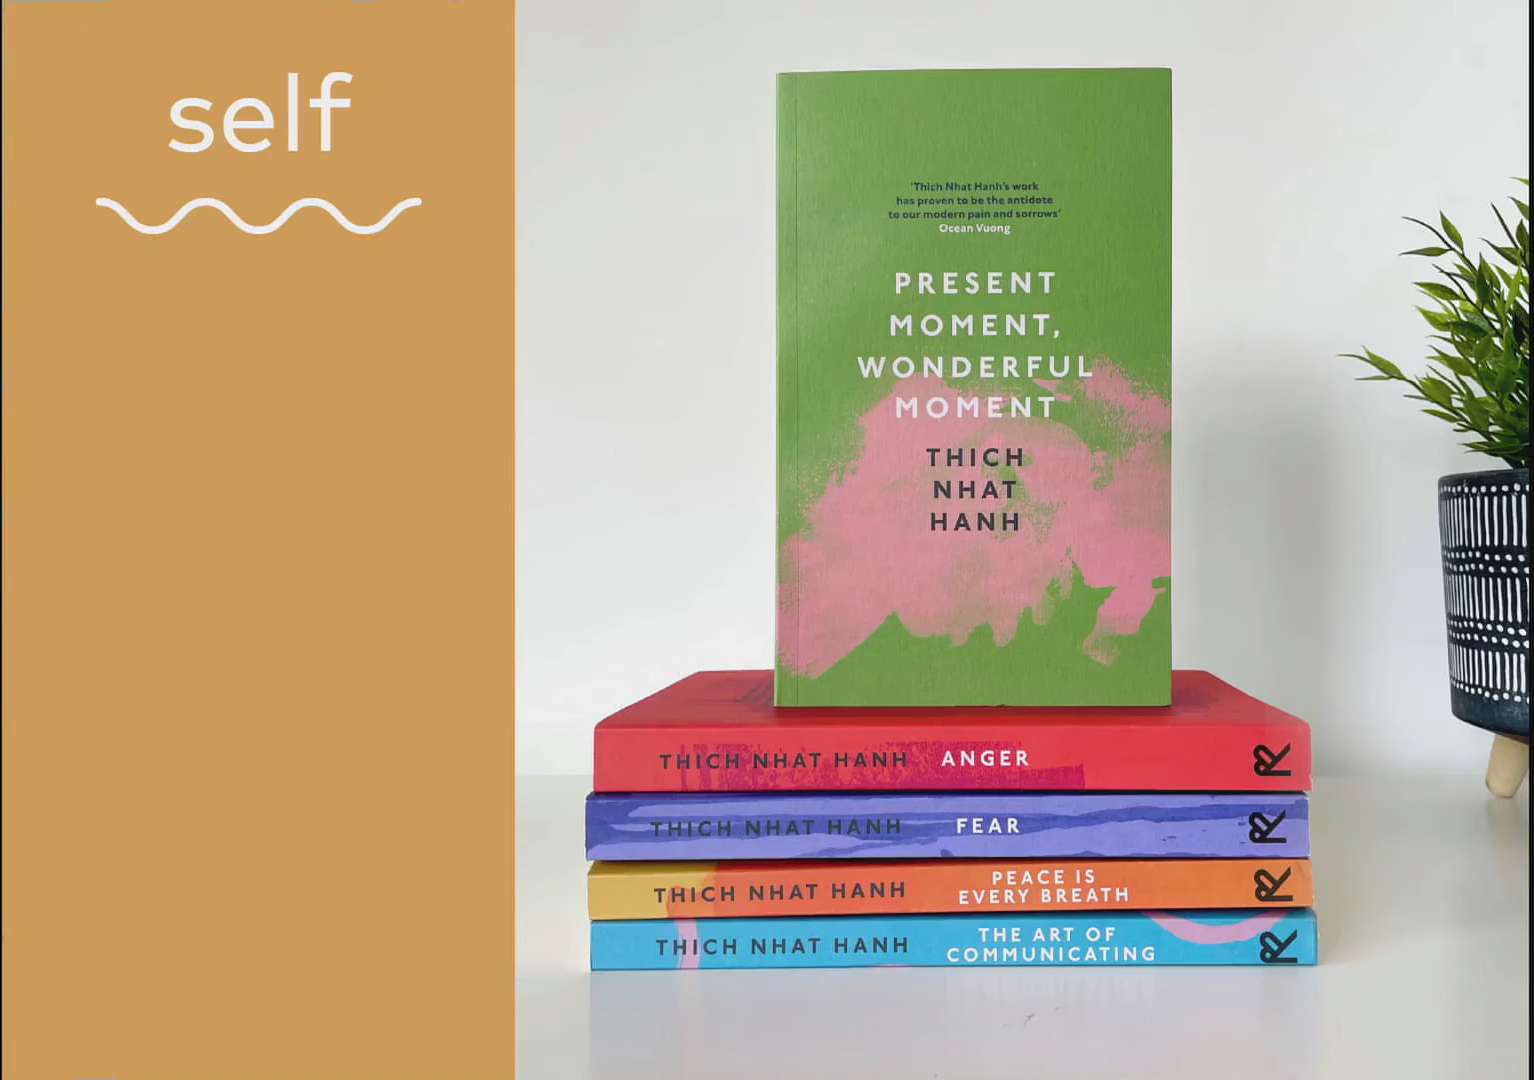 self
'Thich Nhat Hanh's work
has proven to be the antidote
to our modern pain and sorrows'
Ocean Vuong
PRESENT
MOMENT,
WONDERFUL
MOMENT
THICH
NHAT
HANH
THICH NHAT HANH ANGER
THICH NHAT HANH FEAR
THICH NHAT HANH PEACE IS
EVERY BREATH
THICH NHAT HANH THE ART OF
COMMUNICATING